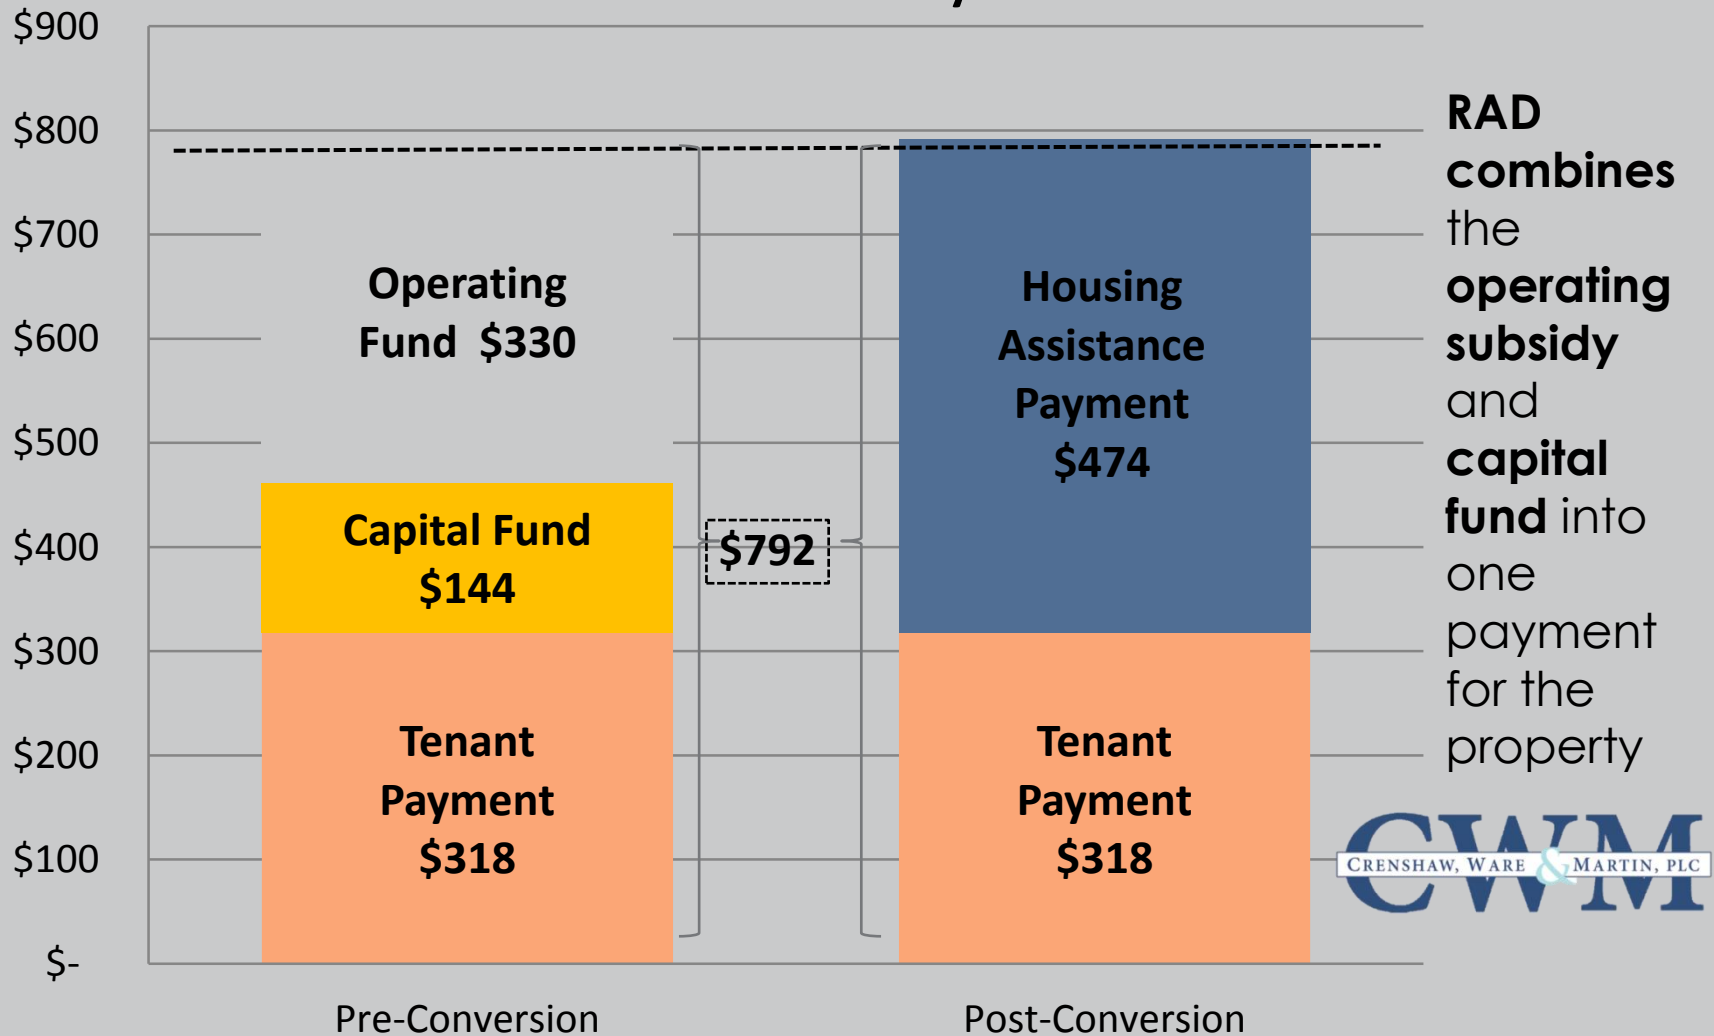 $900
$800
$700
$600
$500
$400
$300
$200
$100
$-
Operating
Fund $330
Capital Fund
$144
Tenant
Payment
$318
$792
Housing
Assistance
Payment
$474
Tenant
Payment
$318
Pre-Conversion
Post-Conversion
RAD
combines
the
operating
subsidy
and
capital
fund into
one
payment
for the
property
CWM
CRENSHAW, WARE & MARTIN, PLC